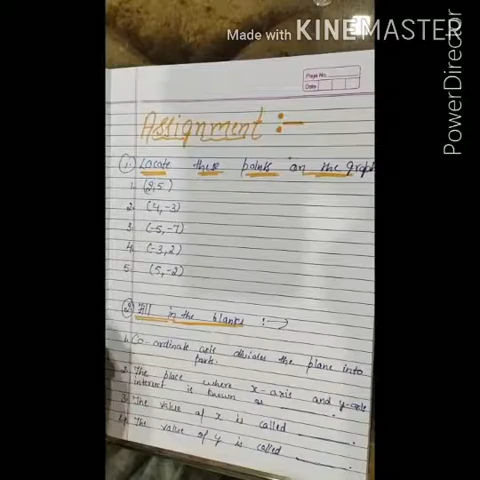 Made with KINEMASTER
PowerDirector
Page No.
Date
Assignment :-
1. Locate these points on the graph
1. (2,5)
2. (4,-3)
3. (-5,-7)
4. (-3,2)
5. (5,-2)
2. Fill in the blanks :→
1. Co-ordinate axis divides the plane into
parts.
2. The place where x-axis and y-axis
intersect is known as ______.
3. The value of x is called ______.
4. The value of y is called ______.